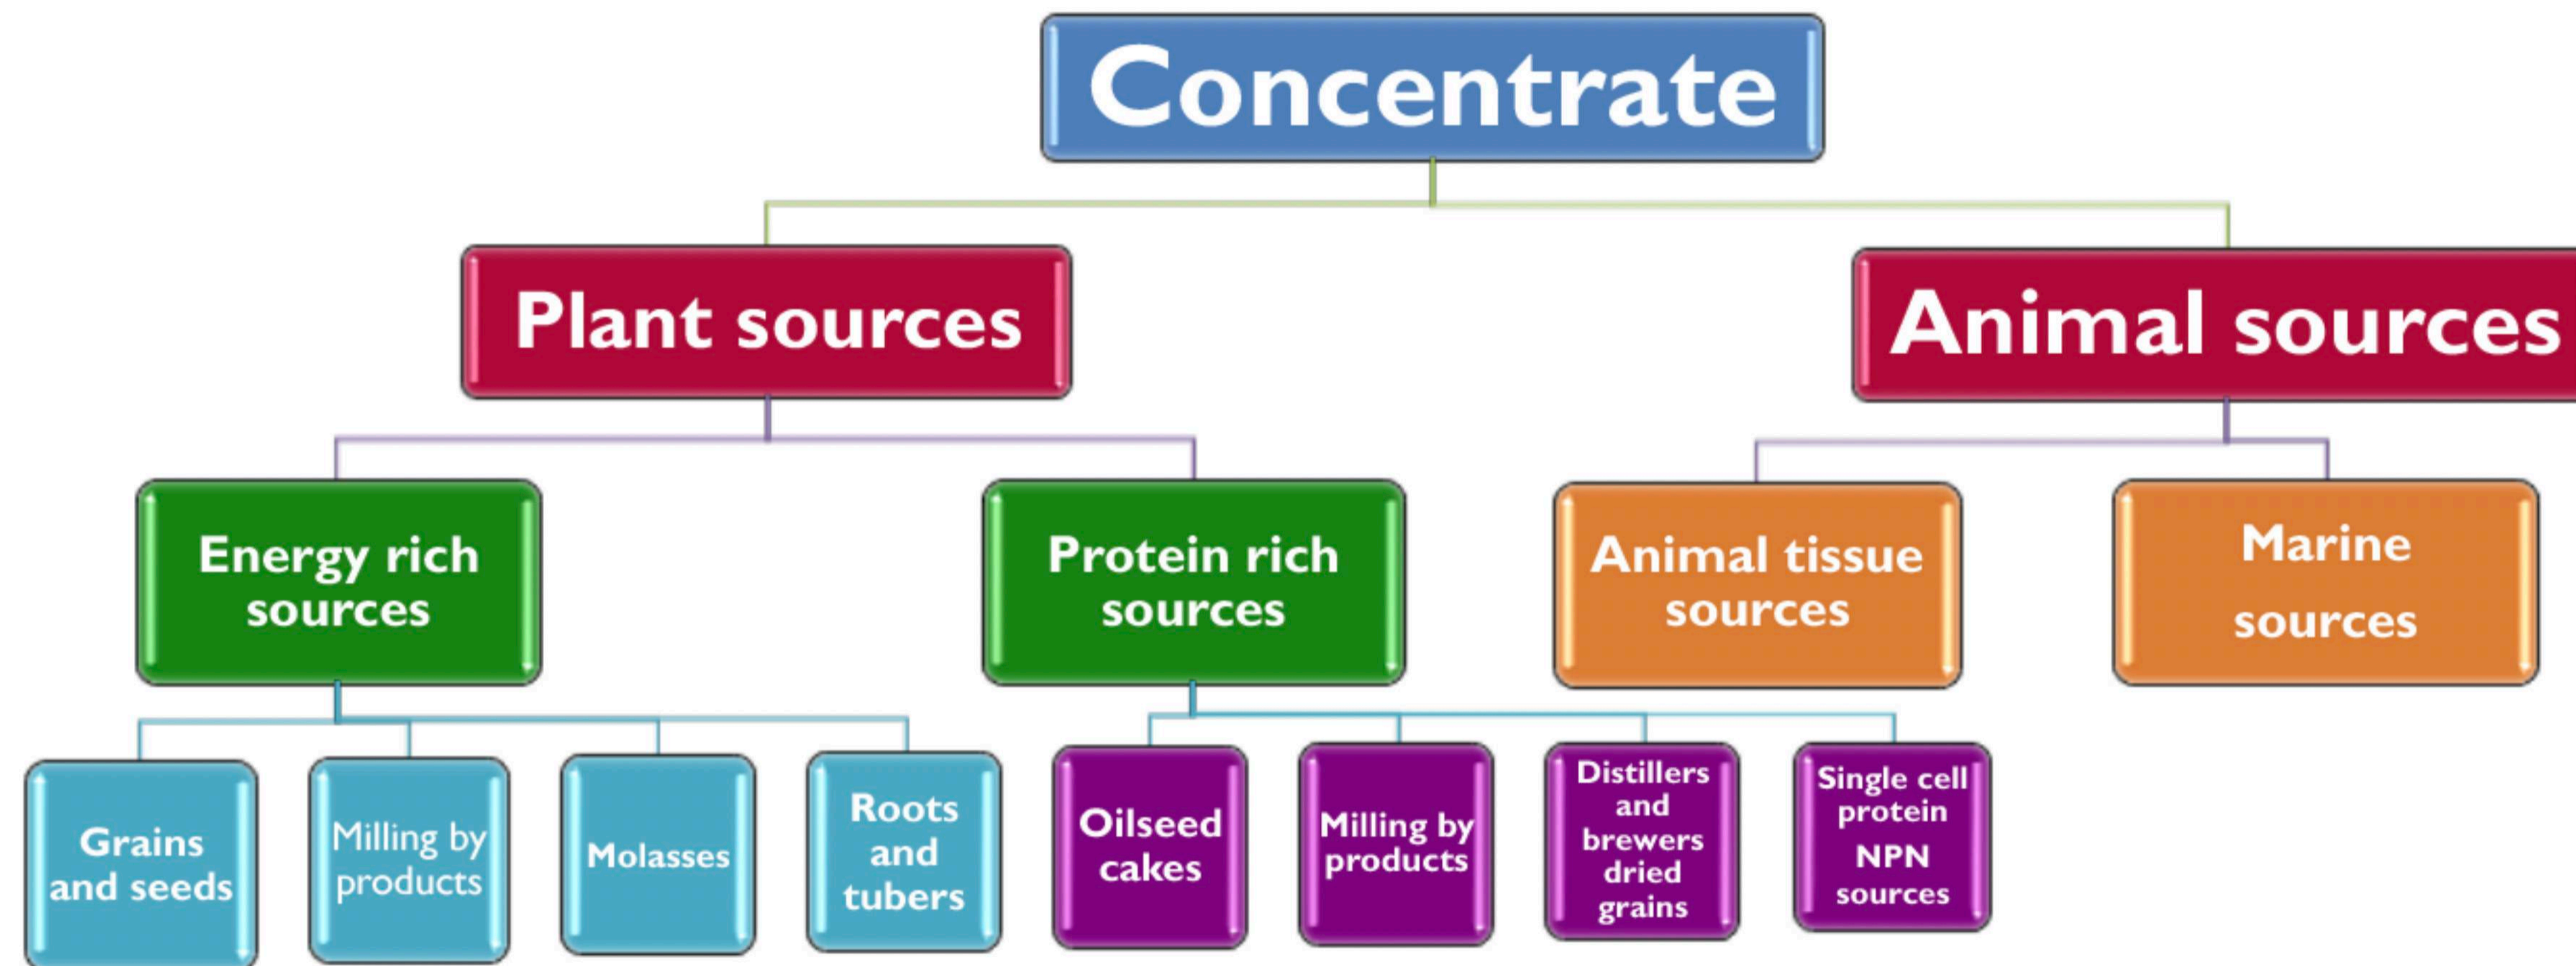 Concentrate
Plant sources
Animal sources
Energy rich
sources
Protein rich
sources
Animal tissue
sources
Marine
sources
Grains
and seeds
Milling by
products
Molasses
Roots
and
tubers
Oilseed
cakes
Milling by
products
Distillers
and
brewers
dried
grains
Single cell
protein
NPN
sources